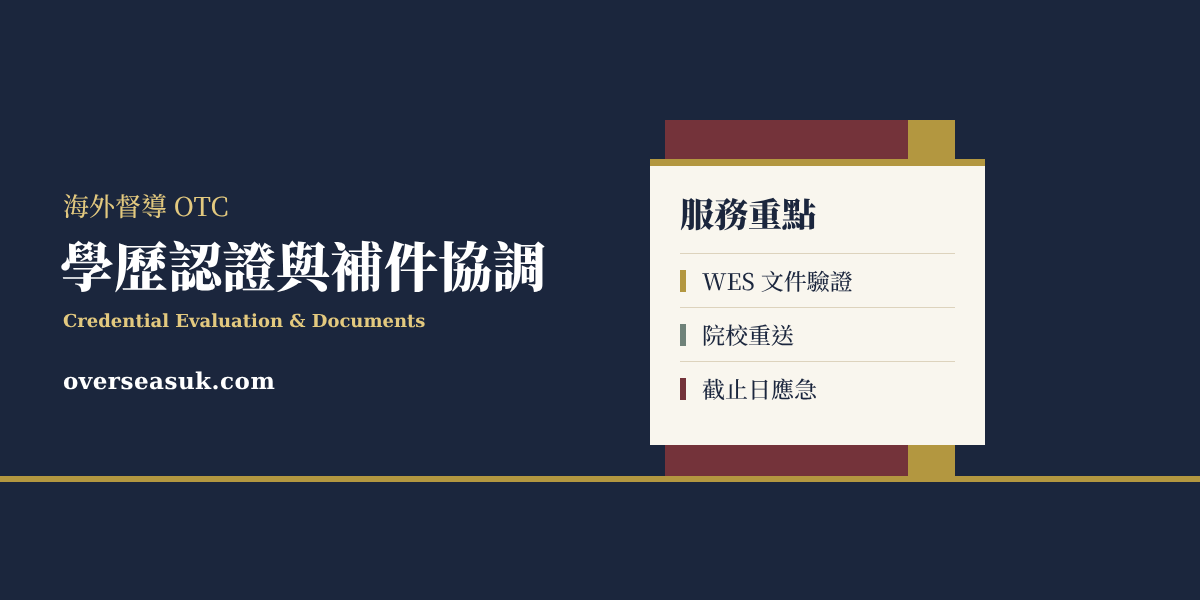 海外督導 OTC
學歷認證與補件協調
Credential Evaluation & Documents
overseasuk.com
服務重點
WES 文件驗證
院校重送
截止日應急